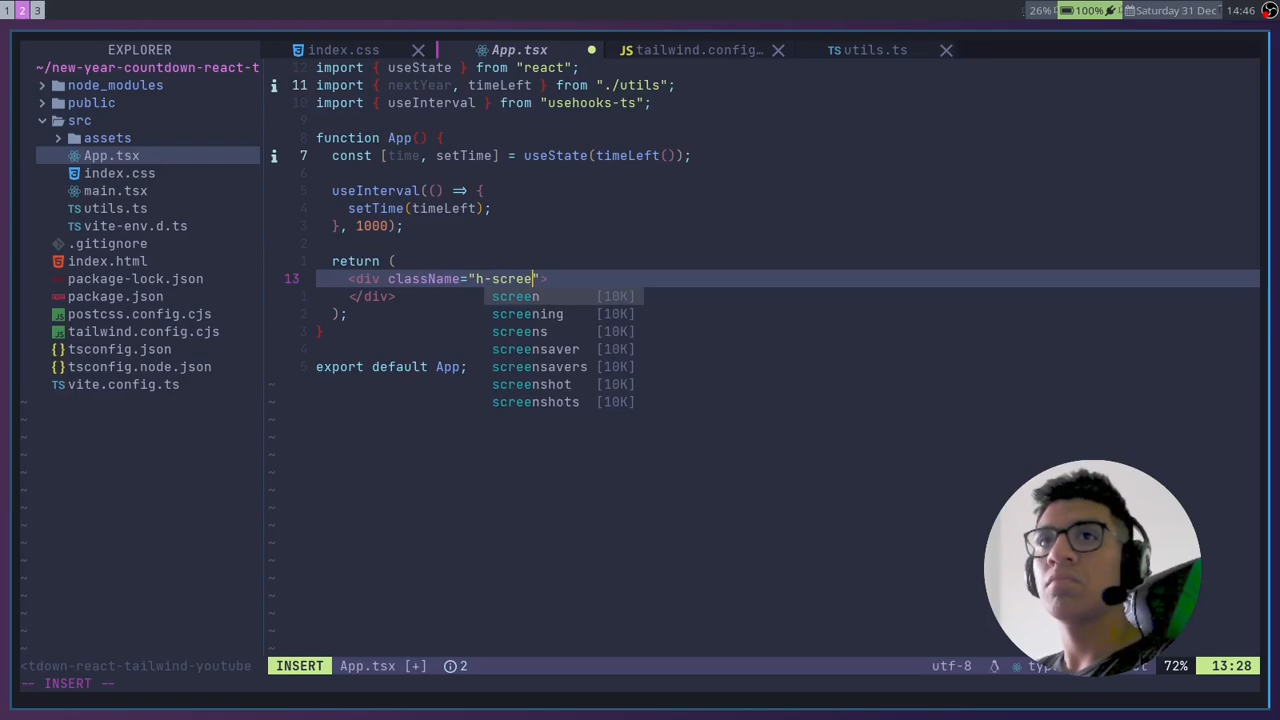 1 2 3
26% 100% Saturday 31 Dec 14:46
EXPLORER
index.css App.tsx tailwind.config… utils.ts
~/new-year-countdown-react-t
node_modules
public
src
assets
App.tsx
index.css
main.tsx
utils.ts
vite-env.d.ts
.gitignore
index.html
package-lock.json
package.json
postcss.config.cjs
tailwind.config.cjs
tsconfig.json
tsconfig.node.json
vite.config.ts
12 import { useState } from "react";
11 import { nextYear, timeLeft } from "./utils";
10 import { useInterval } from "usehooks-ts";
9
8 function App() {
7 const [time, setTime] = useState(timeLeft());
6
5 useInterval(() => {
4 setTime(timeLeft);
3 }, 1000);
2
1 return (
13 <div className="h-scree">
1 </div>
2 );
3 }
4
5 export default App;
screen [10K]
screening [10K]
screens [10K]
screensaver [10K]
screensavers [10K]
screenshot [10K]
screenshots [10K]
<tdown-react-tailwind-youtube INSERT App.tsx [+] 2 utf-8 72% 13:28
-- INSERT --